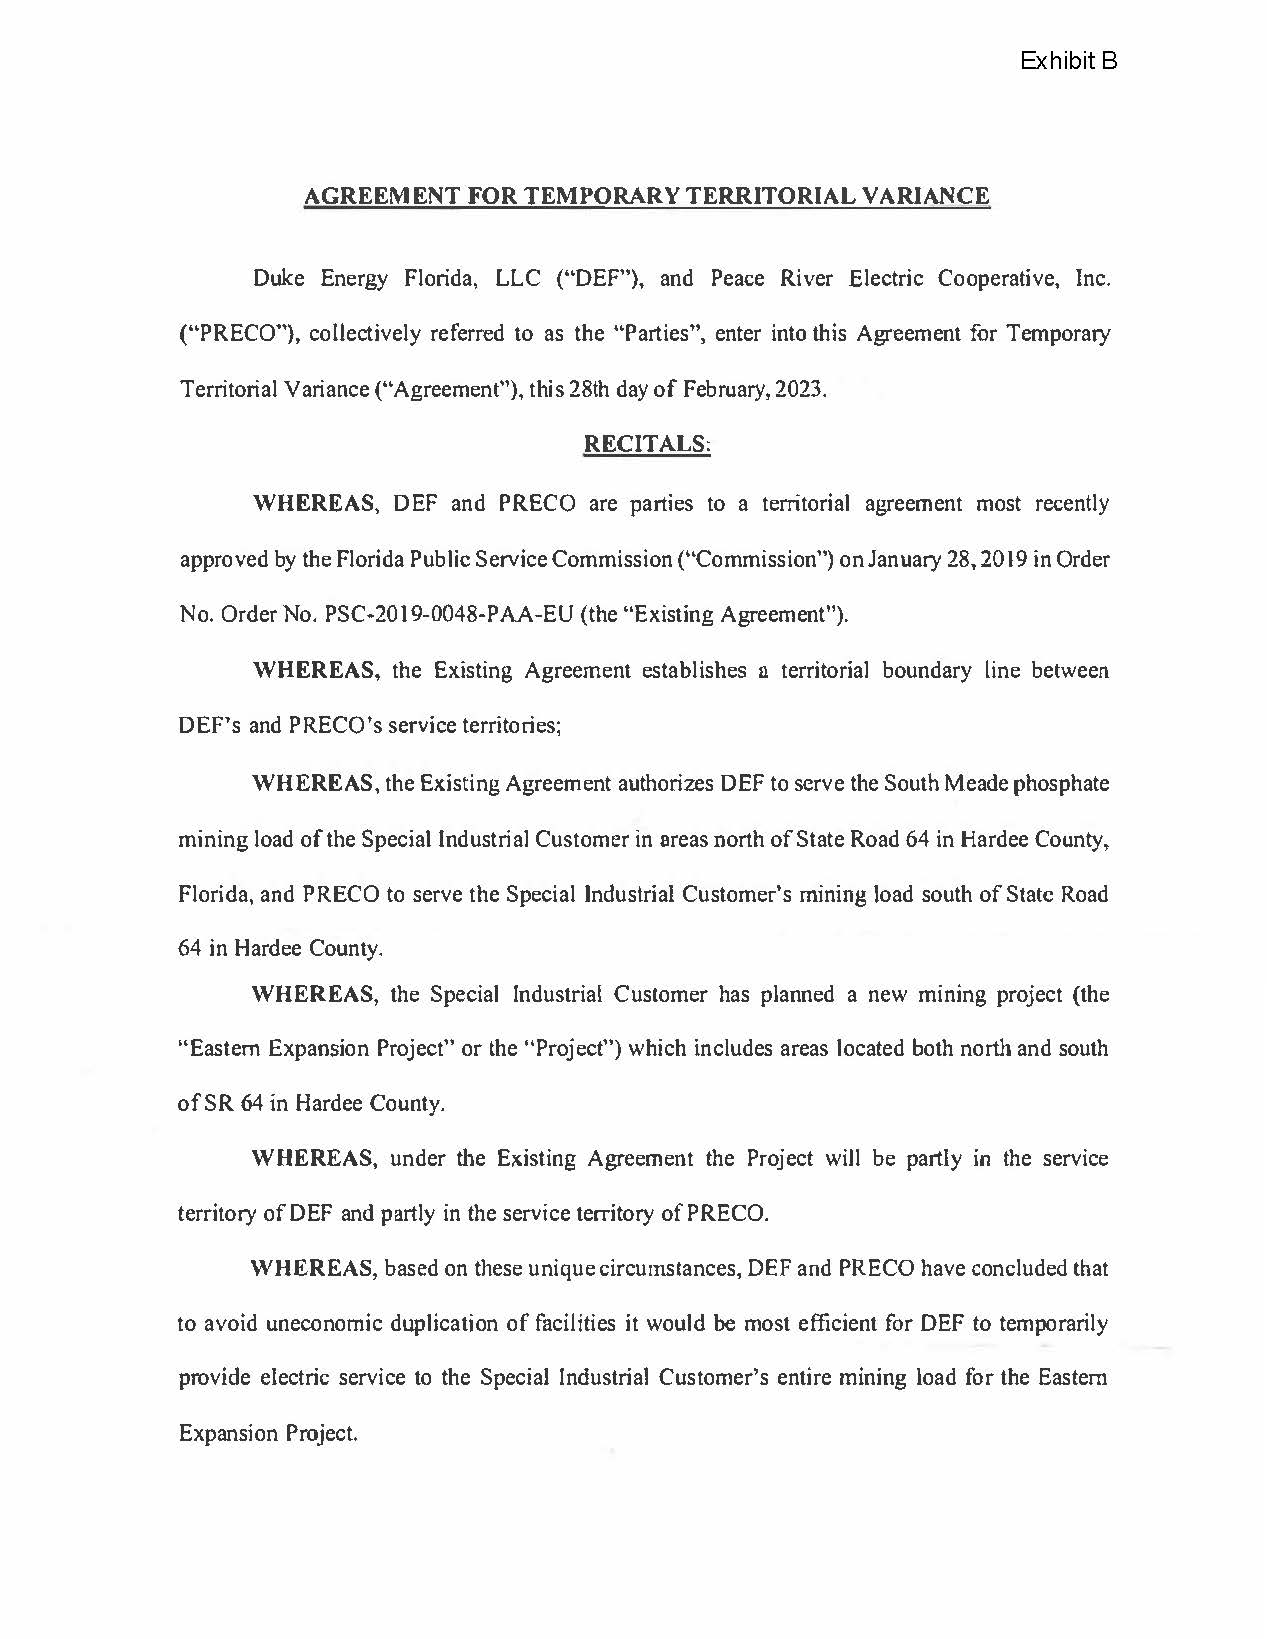 Exhibit B
AGREEMENT FOR TEMPORARY TERRITORIAL VARIANCE
Duke Energy Florida, LLC (“DEF”), and Peace River Electric Cooperative, Inc.
(“PRECO”), collectively referred to as the “Parties”, enter into this Agreement for Temporary
Territorial Variance (“Agreement”), this 28th day of February, 2023.
RECITALS:
WHEREAS, DEF and PRECO are parties to a territorial agreement most recently
approved by the Florida Public Service Commission (“Commission”) on January 28, 2019 in Order
No. Order No. PSC-2019-0048-PAA-EU (the “Existing Agreement”).
WHEREAS, the Existing Agreement establishes a territorial boundary line between
DEF’s and PRECO’s service territories;
WHEREAS, the Existing Agreement authorizes DEF to serve the South Meade phosphate
mining load of the Special Industrial Customer in areas north of State Road 64 in Hardee County,
Florida, and PRECO to serve the Special Industrial Customer’s mining load south of State Road
64 in Hardee County.
WHEREAS, the Special Industrial Customer has planned a new mining project (the
“Eastern Expansion Project” or the “Project”) which includes areas located both north and south
of SR 64 in Hardee County.
WHEREAS, under the Existing Agreement the Project will be partly in the service
territory of DEF and partly in the service territory of PRECO.
WHEREAS, based on these unique circumstances, DEF and PRECO have concluded that
to avoid uneconomic duplication of facilities it would be most efficient for DEF to temporarily
provide electric service to the Special Industrial Customer’s entire mining load for the Eastern
Expansion Project.